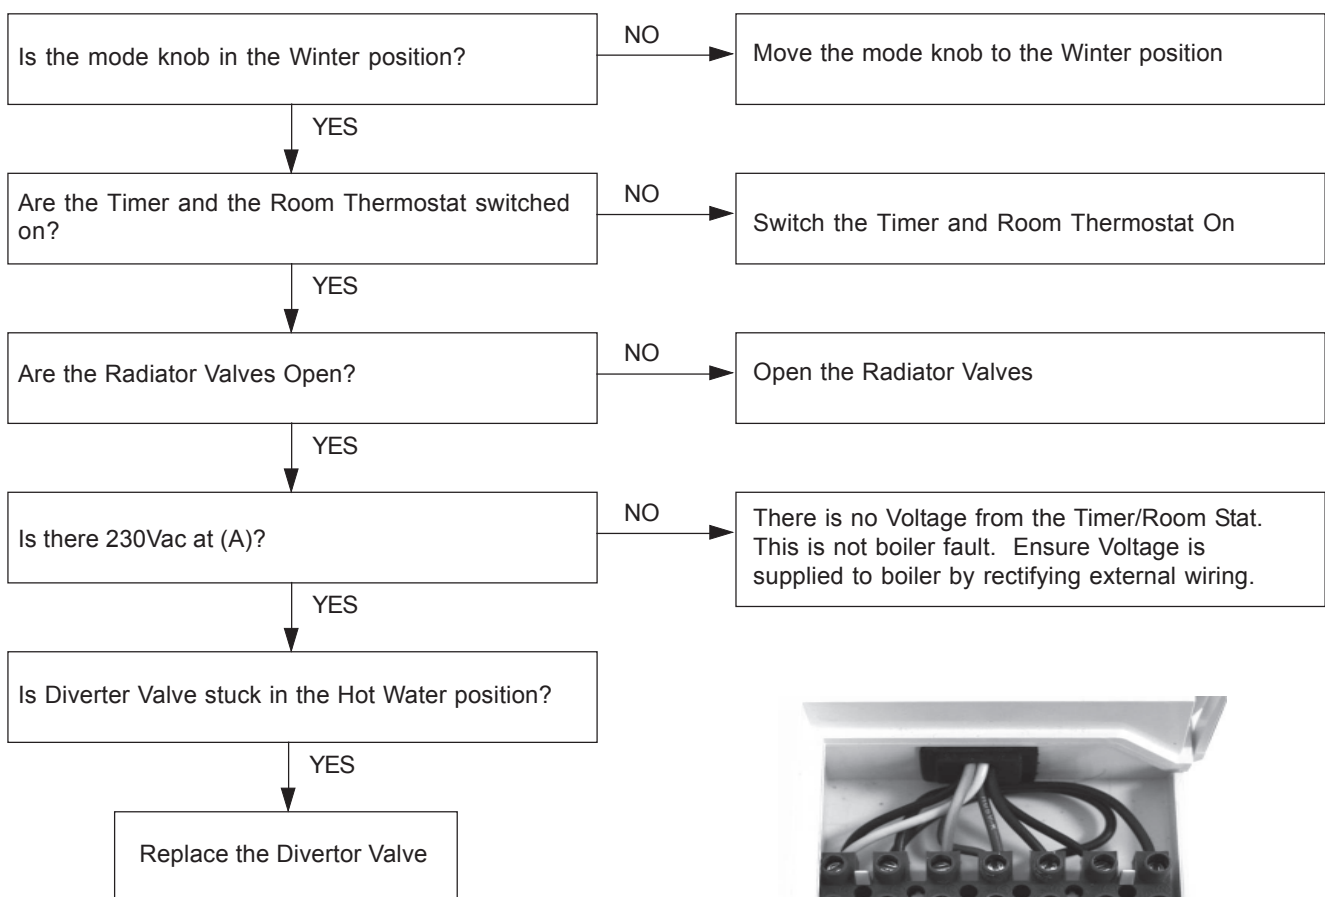 Is the mode knob in the Winter position?
NO
Move the mode knob to the Winter position
YES
Are the Timer and the Room Thermostat switched
on?
NO
Switch the Timer and Room Thermostat On
YES
Are the Radiator Valves Open?
NO
Open the Radiator Valves
YES
Is there 230Vac at (A)?
NO
There is no Voltage from the Timer/Room Stat.
This is not boiler fault.  Ensure Voltage is
supplied to boiler by rectifying external wiring.
YES
Is Diverter Valve stuck in the Hot Water position?
YES
Replace the Divertor Valve